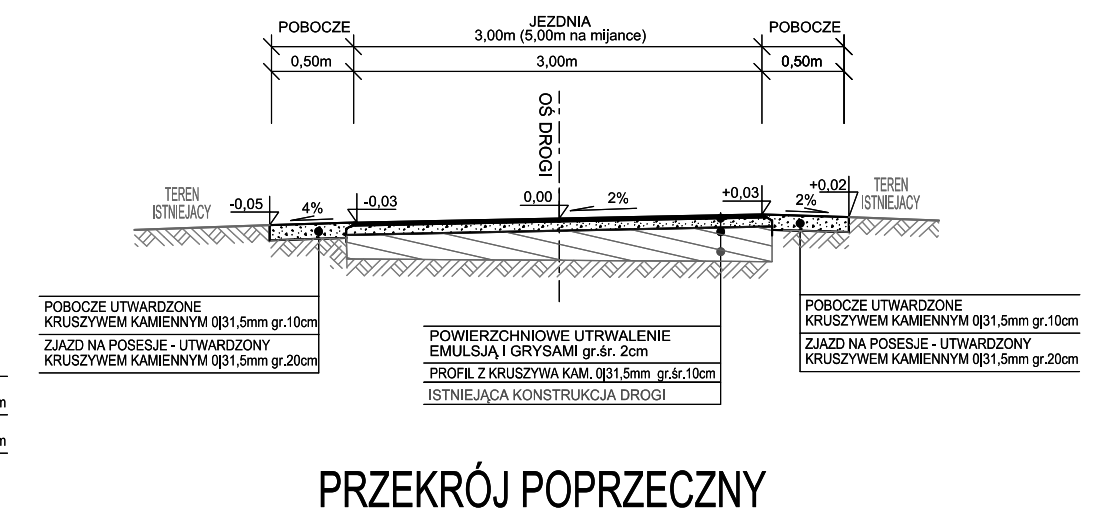 POBOCZE
JEZDNIA
POBOCZE
3,00m (5,00m na mijance)
0,50m
3,00m
0,50m
OŚ DROGI
TEREN
ISTNIEJACY
-0,05
4%
-0,03
0,00
2%
+0,03
2%
+0,02
TEREN
ISTNIEJACY
POBOCZE UTWARDZONE
KRUSZYWEM KAMIENNYM 0|31,5mm gr.10cm
ZJAZD NA POSESJE - UTWARDZONY
KRUSZYWEM KAMIENNYM 0|31,5mm gr.20cm
POWIERZCHNIOWE UTRWALENIE
EMULSJĄ I GRYSAMI gr.śr. 2cm
PROFIL Z KRUSZYWA KAM. 0|31,5mm gr.śr.10cm
ISTNIEJĄCA KONSTRUKCJA DROGI
POBOCZE UTWARDZONE
KRUSZYWEM KAMIENNYM 0|31,5mm gr.10cm
ZJAZD NA POSESJE - UTWARDZONY
KRUSZYWEM KAMIENNYM 0|31,5mm gr.20cm
m
m
PRZEKRÓJ POPRZECZNY